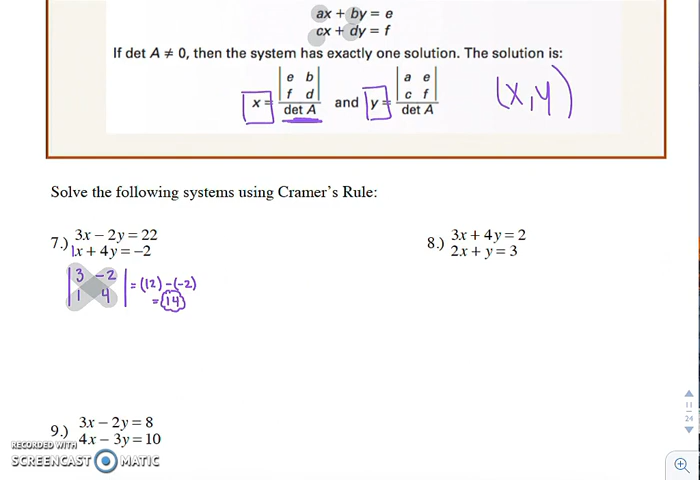 ax + by = e
cx + dy = f
If det A ≠ 0, then the system has exactly one solution. The solution is:
x = |e b; f d| / det A and y = |a e; c f| / det A (x,y)
Solve the following systems using Cramer's Rule:
7.) 3x – 2y = 22
1x + 4y = –2
|3 -2; 1 4| = (12) - (-2)
= 14
8.) 3x + 4y = 2
2x + y = 3
9.) 3x – 2y = 8
4x – 3y = 10
RECORDED WITH
SCREENCAST O MATIC
11
24